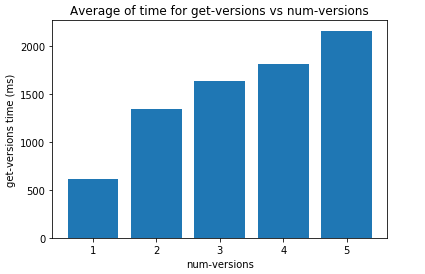 Average of time for get-versions vs num-versions
get-versions time (ms)
2000
1500
1000
500
0
1 2 3 4 5
num-versions